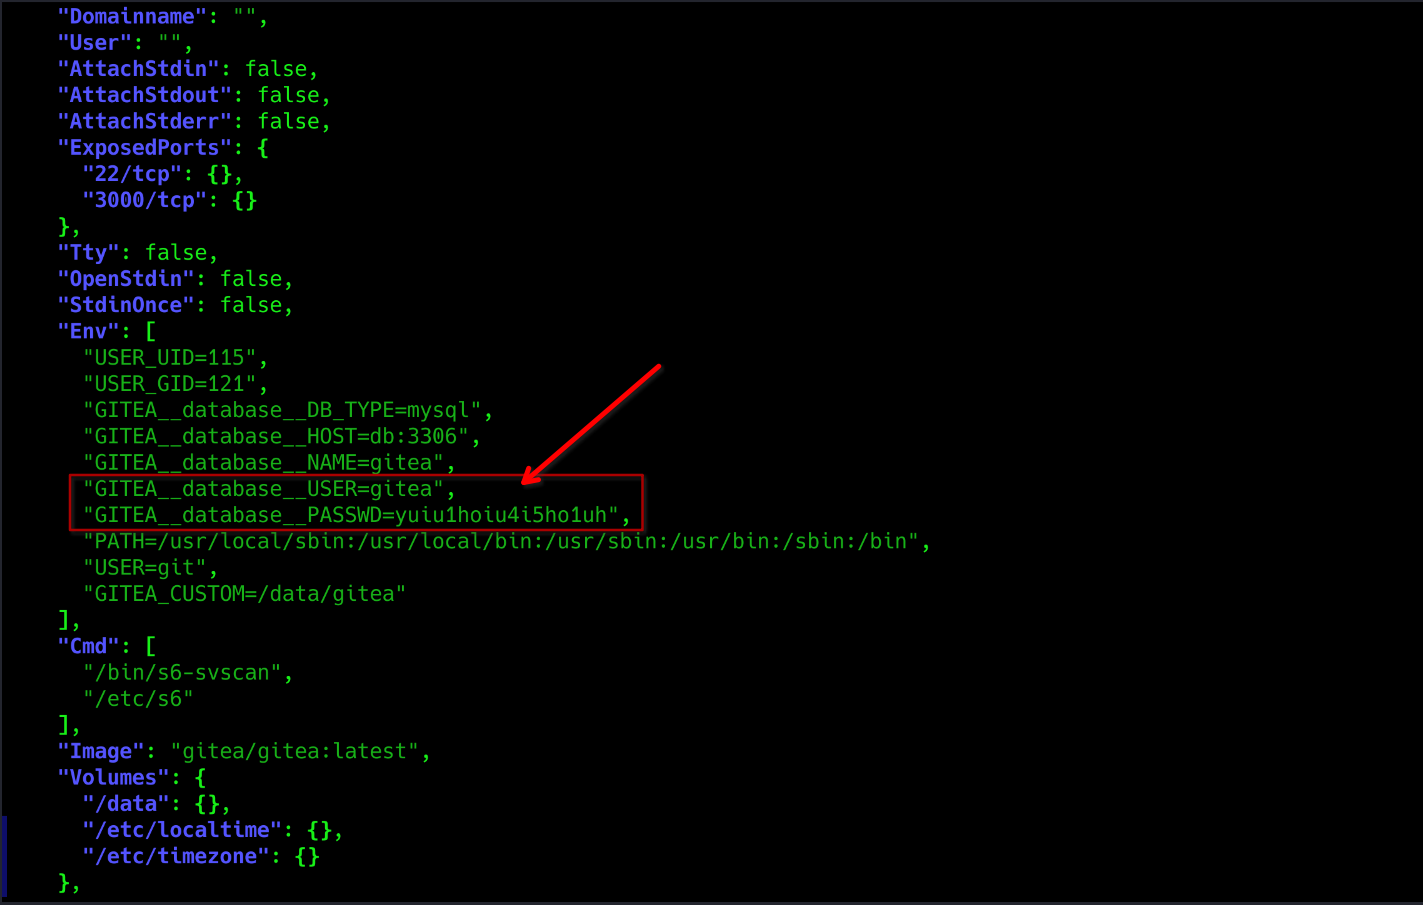 "Domainname": "",
"User": "",
"AttachStdin": false,
"AttachStdout": false,
"AttachStderr": false,
"ExposedPorts": {
"22/tcp": {},
"3000/tcp": {}
},
"Tty": false,
"OpenStdin": false,
"StdinOnce": false,
"Env": [
"USER_UID=115",
"USER_GID=121",
"GITEA__database__DB_TYPE=mysql",
"GITEA__database__HOST=db:3306",
"GITEA__database__NAME=gitea",
"GITEA__database__USER=gitea",
"GITEA__database__PASSWD=yuiu1hoiu4i5ho1uh",
"PATH=/usr/local/sbin:/usr/local/bin:/usr/sbin:/usr/bin:/sbin:/bin",
"USER=git",
"GITEA_CUSTOM=/data/gitea"
],
"Cmd": [
"/bin/s6-svscan",
"/etc/s6"
],
"Image": "gitea/gitea:latest",
"Volumes": {
"/data": {},
"/etc/localtime": {},
"/etc/timezone": {}
},